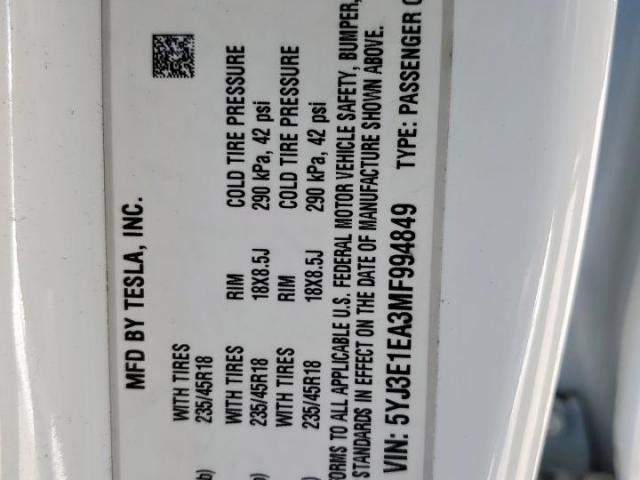 MFD BY TESLA, INC.
WITH TIRES
235/45R18
WITH TIRES RIM COLD TIRE PRESSURE
235/45R18 18X8.5J 290 kPa, 42 psi
WITH TIRES RIM COLD TIRE PRESSURE
235/45R18 18X8.5J 290 kPa, 42 psi
FORMS TO ALL APPLICABLE U.S. FEDERAL MOTOR VEHICLE SAFETY, BUMPER,
STANDARDS IN EFFECT ON THE DATE OF MANUFACTURE SHOWN ABOVE.
VIN: 5YJ3E1EA3MF994849 TYPE: PASSENGER C